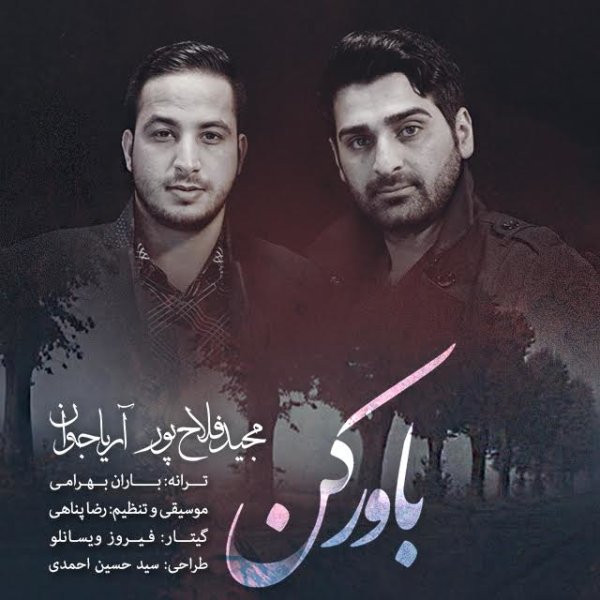 مجید فلاح پور آریا جوان
باور کن
ترانه: باران بهرامی
موسیقی و تنظیم: رضا پناهی
گیتار: فیروز ویسانلو
طراحی: سید حسین احمدی